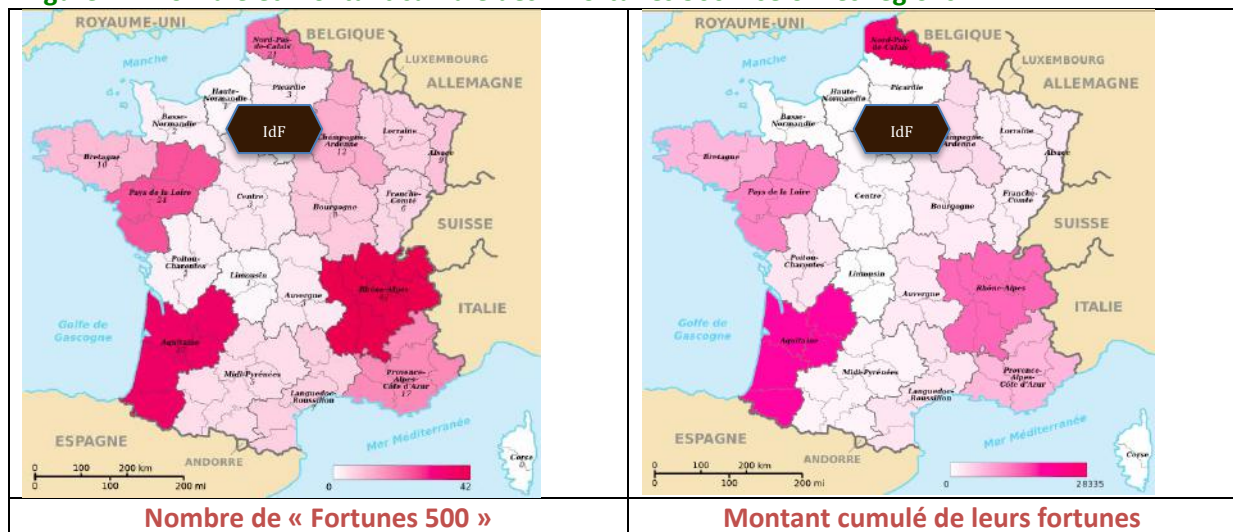 ROYAUME-UNI
BELGIQUE
LUXEMBOURG
ALLEMAGNE
Manche
Nord-Pas-
de-Calais
21
Haute-
Normandie
Picardie
3
Basse-
Normandie
2
IdF
Champagne-
Ardenne
12
Lorraine
7
Alsace
9
Bretagne
10
Pays de la Loire
24
Centre
Bourgogne
Franche-
Comté
6
SUISSE
Poitou-
Charentes
Limousin
Auvergne
Rhône-Alpes
ITALIE
Golfe de
Gascogne
Aquitaine
Midi-Pyrénées
Languedoc-
Roussillon
Provence-
Alpes-
Côte d'Azur
17
Mer Méditerranée
ESPAGNE
ANDORRE
Corse
0
0 100 200 km
0 100 200 mi
0 42
Nombre de « Fortunes 500 »
ROYAUME-UNI
BELGIQUE
LUXEMBOURG
ALLEMAGNE
Manche
Nord-Pas-
de-Calais
Haute-
Normandie
Picardie
Basse-
Normandie
IdF
Ardenne
Lorraine
Alsace
Bretagne
Pays de la Loire
Centre
Bourgogne
Franche-
Comté
SUISSE
Poitou-
Charentes
Limousin
Auvergne
Rhône-Alpes
ITALIE
Golfe de
Gascogne
Aquitaine
Midi-Pyrénées
Languedoc-
Roussillon
Provence-
Alpes-
Côte d'Azur
Mer Méditerranée
ESPAGNE
ANDORRE
Corse
0 100 200 km
0 100 200 mi
0 28335
Montant cumulé de leurs fortunes